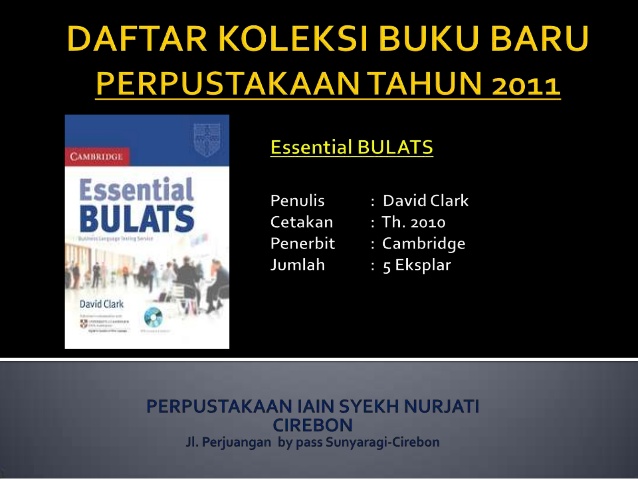 DAFTAR KOLEKSI BUKU BARU
PERPUSTAKAAN TAHUN 2011
CAMBRIDGE
Essential
BULATS
Business Language Testing Service
David Clark
Essential BULATS
Penulis : David Clark
Cetakan : Th. 2010
Penerbit : Cambridge
Jumlah : 5 Eksplar
PERPUSTAKAAN IAIN SYEKH NURJATI
CIREBON
Jl. Perjuangan by pass Sunyaragi-Cirebon